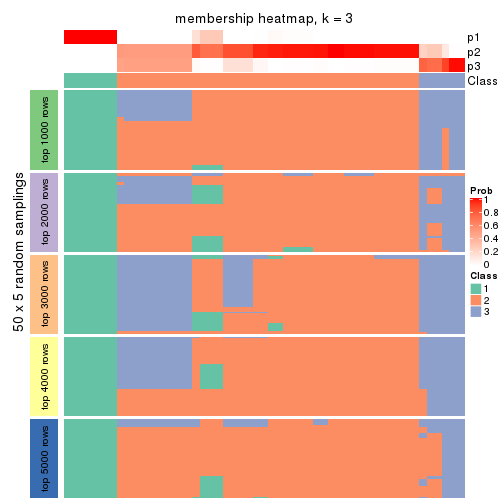 membership heatmap, k = 3
p1
p2
p3
Class
50 x 5 random samplings
top 1000 rows
top 2000 rows
top 3000 rows
top 4000 rows
top 5000 rows
Prob
1
0.8
0.6
0.4
0.2
0
Class
1
2
3